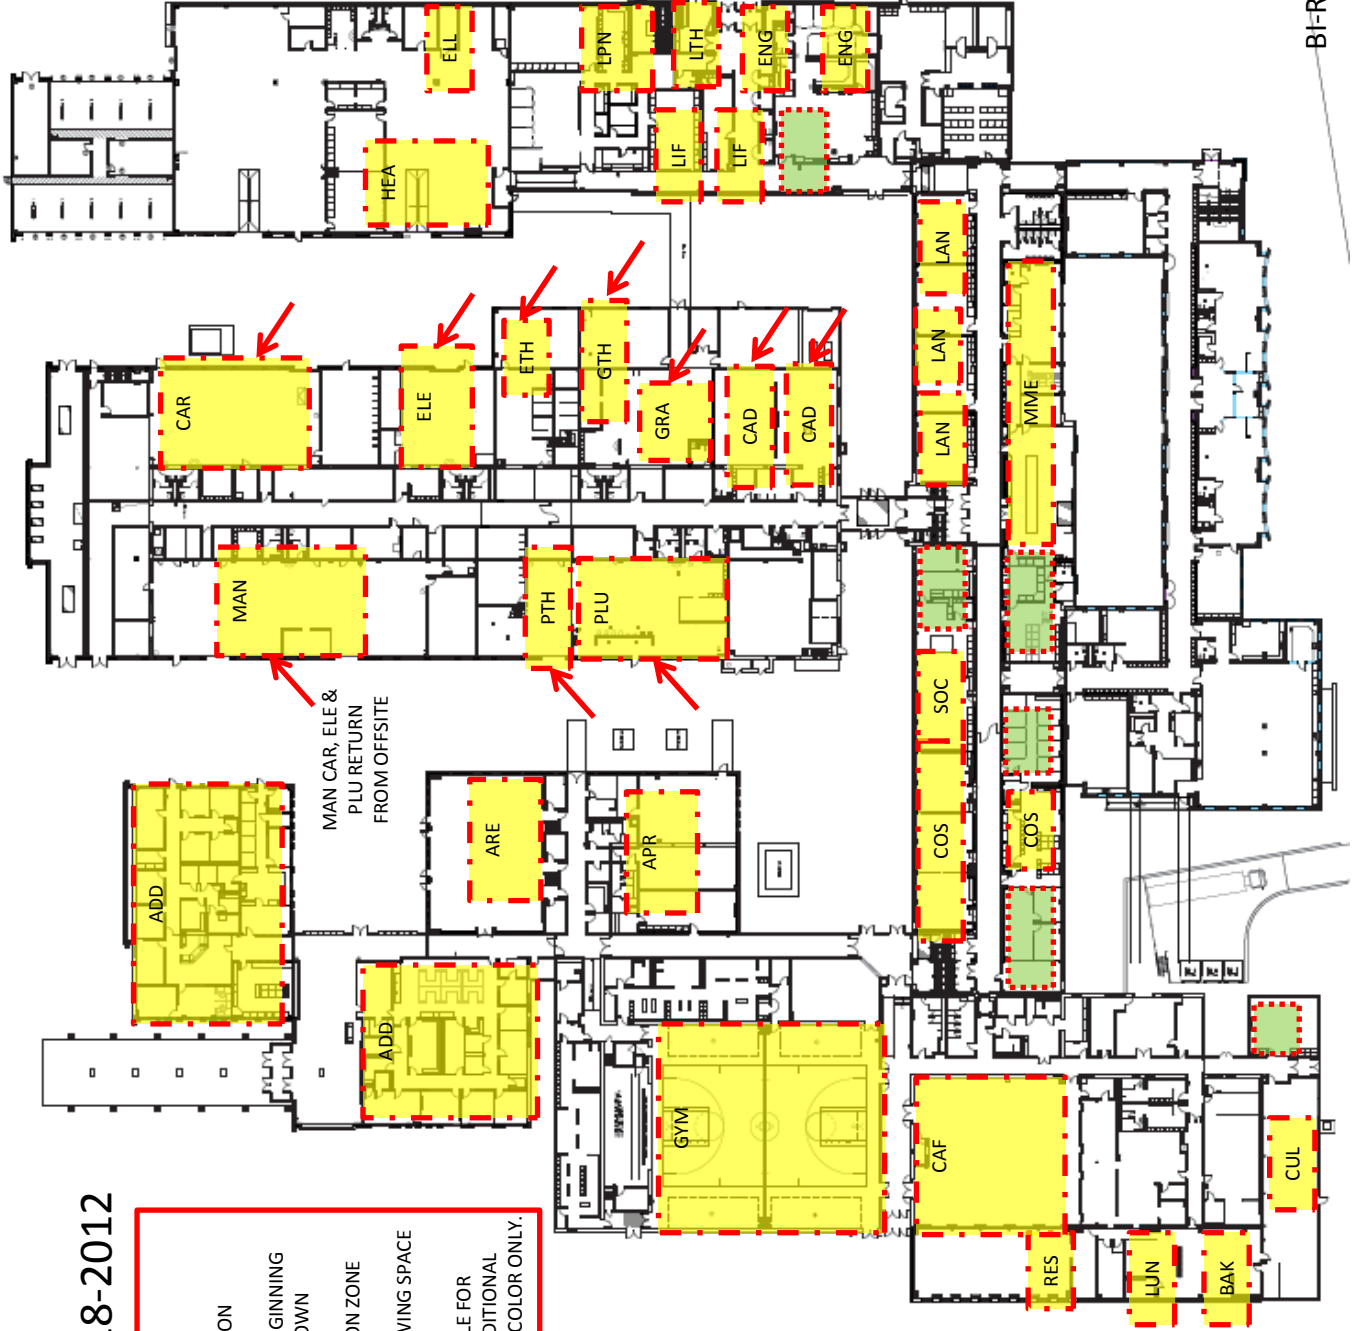 8-2012
ON
GINNING
OWN
ON ZONE
VING SPACE
LE FOR
DITIONAL
COLOR ONLY.
MAN CAR, ELE &
PLU RETURN
FROM OFFSITE
BI-R
ELL
LPN
LTH
ENG
ENG
HEA
LIF
LIF
CAR
ELE
ETH
GTH
GRA
CAD
CAD
LAN
LAN
LAN
MME
MAN
PTH
PLU
SOC
COS
COS
ADD
ARE
APR
ADD
GYM
CAF
CUL
RES
LUN
BAK